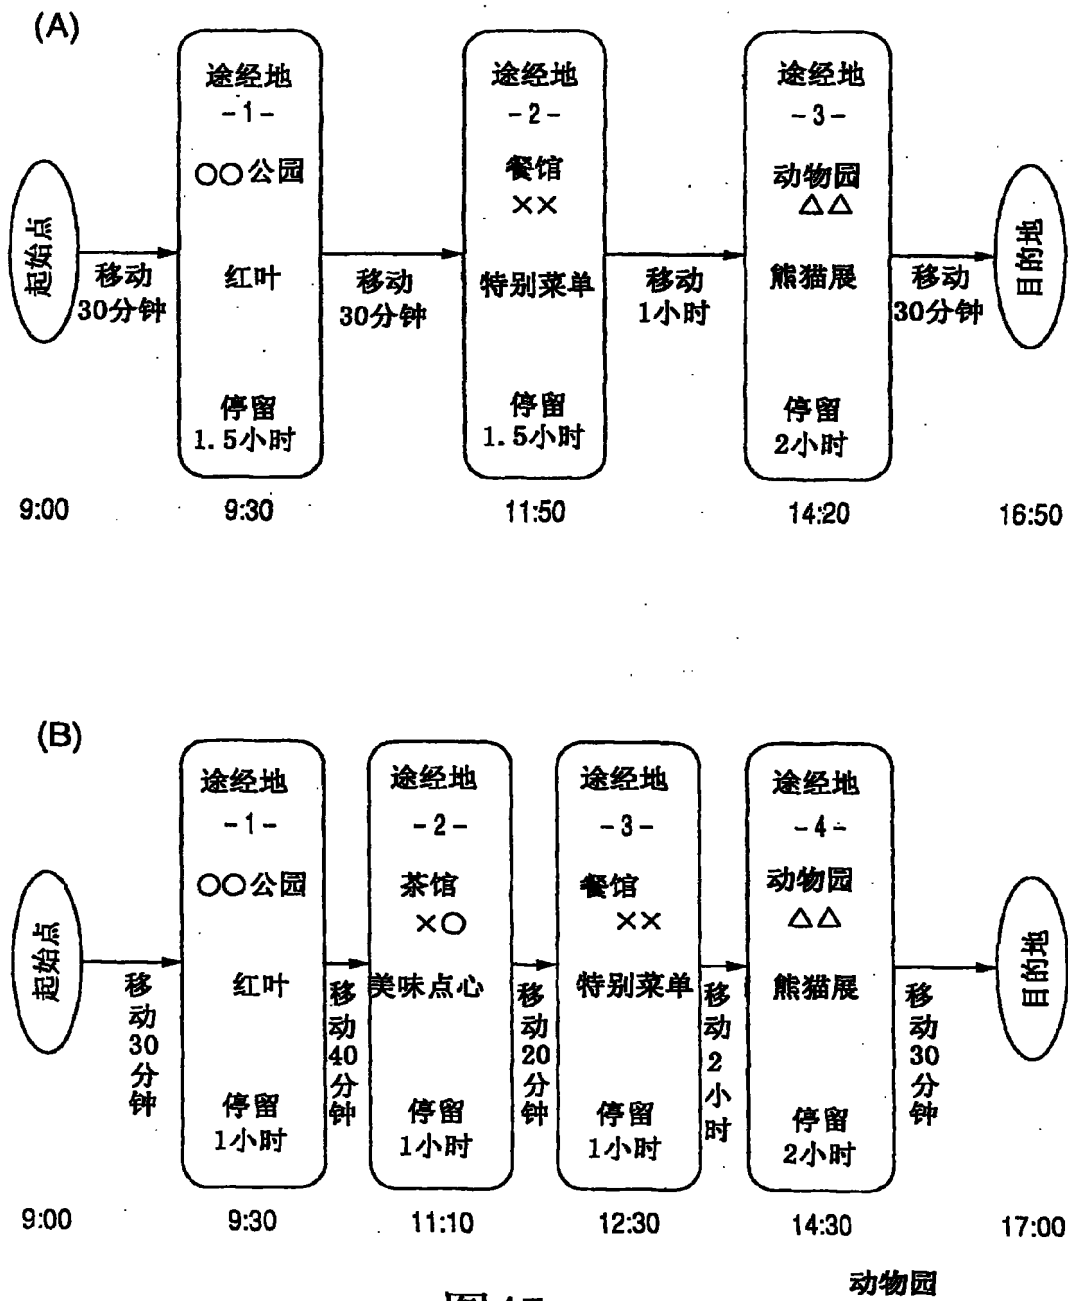 (A)
起始点
移动
30分钟
途经地
-1-
○○公园
红叶
停留
1.5小时
移动
30分钟
途经地
-2-
餐馆
××
特别菜单
停留
1.5小时
移动
1小时
途经地
-3-
动物园
△△
熊猫展
停留
2小时
移动
30分钟
目的地
9:00
9:30
11:50
14:20
16:50
(B)
起始点
移动30分钟
途经地
-1-
○○公园
红叶
停留
1小时
移动40分钟
途经地
-2-
茶馆
×○
美味点心
停留
1小时
移动20分钟
途经地
-3-
餐馆
××
特别菜单
停留
1小时
移动2小时
途经地
-4-
动物园
△△
熊猫展
停留
2小时
移动30分钟
目的地
9:00
9:30
11:10
12:30
14:30
17:00
动物园